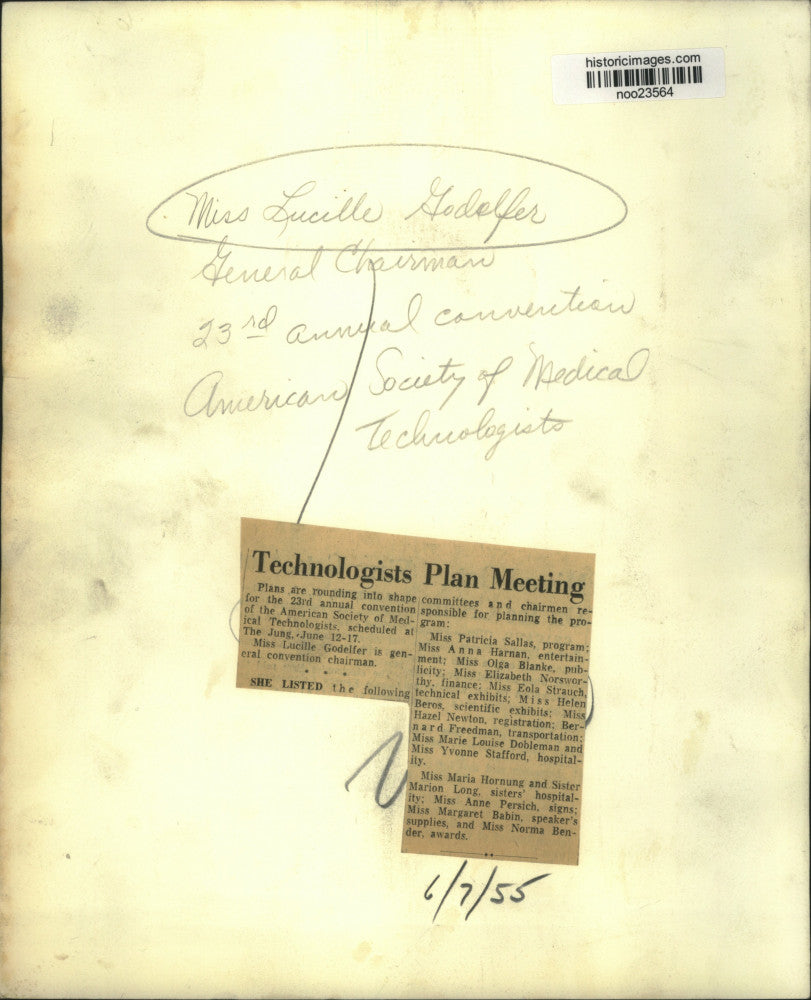 historicimages.com
noo23564
Miss Lucille Godelfer
General Chairman
23rd annual convention
American Society of Medical
Technologists
Technologists Plan Meeting
Plans are rounding into shape
for the 23rd annual convention
of the American Society of Med-
ical Technologists, scheduled at
The Jung, June 12-17.
Miss Lucille Godelfer is gen-
eral convention chairman.
SHE LISTED the following
committees and chairmen re-
sponsible for planning the pro-
gram:
Miss Patricia Sallas, program;
Miss Anna Harnan, entertain-
ment; Miss Olga Blanke, pub-
licity; Miss Elizabeth Norswor-
thy, finance; Miss Eola Strauch,
technical exhibits; Miss Helen
Beros, scientific exhibits; Miss
Hazel Newton, registration; Ber-
nard Freedman, transportation;
Miss Marie Louise Dobleman and
Miss Yvonne Stafford, hospital-
ity.
Miss Maria Hornung and Sister
Marion Long, sisters' hospital-
ity; Miss Anne Persich, signs;
Miss Margaret Babin, speaker's
supplies, and Miss Norma Ben-
der, awards.
6/7/55